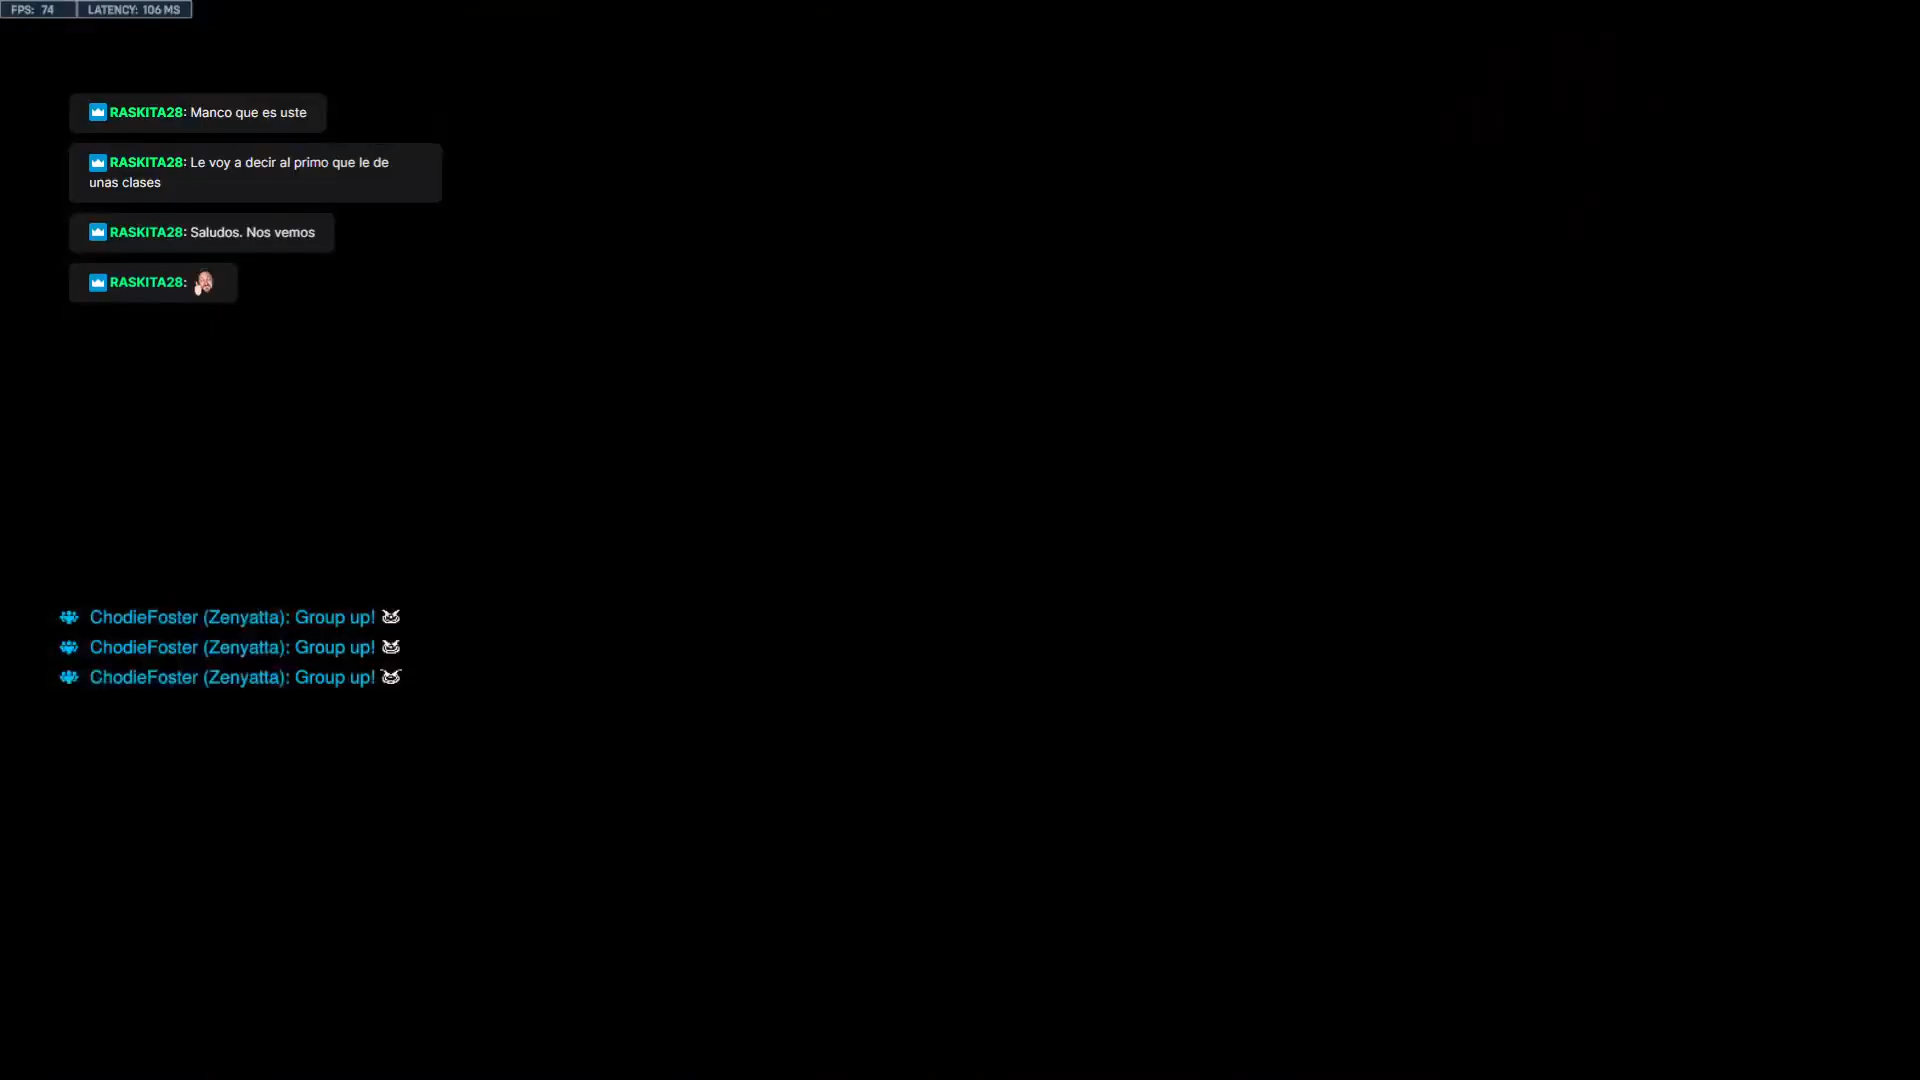 FPS: 74 LATENCY: 106 MS
RASKITA28: Manco que es uste
RASKITA28: Le voy a decir al primo que le de
unas clases
RASKITA28: Saludos. Nos vemos
RASKITA28:
ChodieFoster (Zenyatta): Group up!
ChodieFoster (Zenyatta): Group up!
ChodieFoster (Zenyatta): Group up!